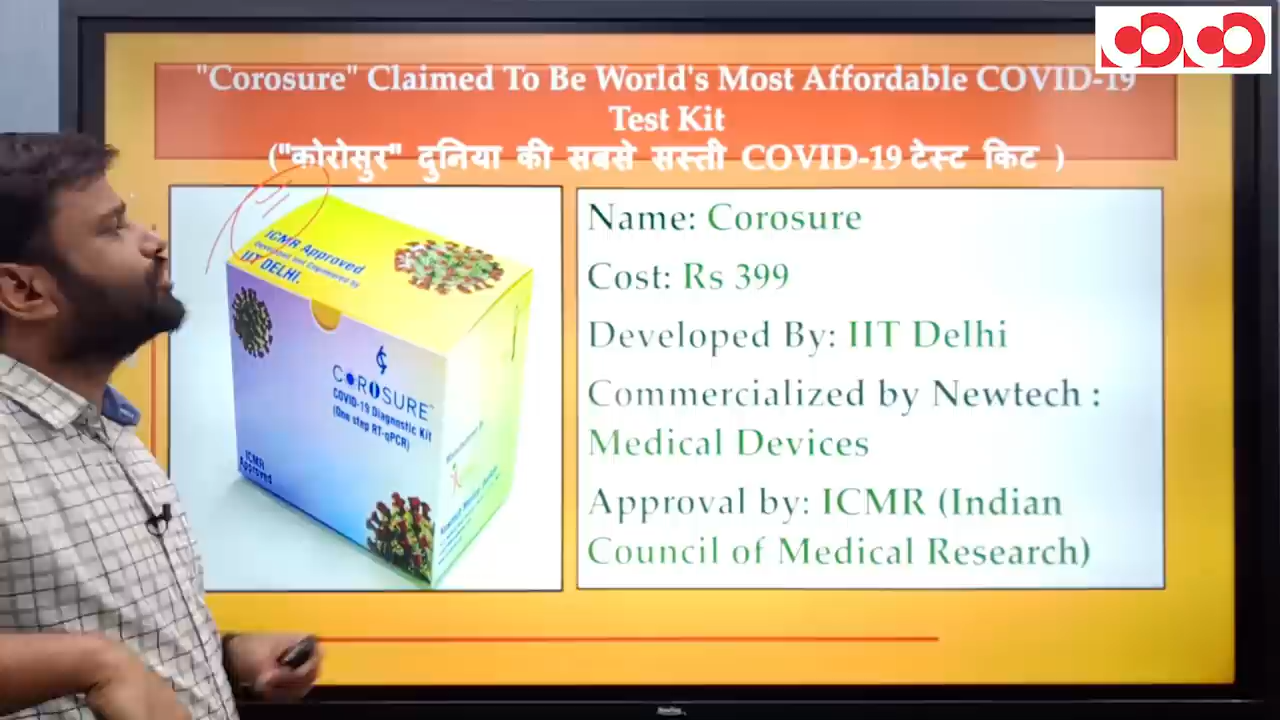 "Corosure" Claimed To Be World's Most Affordable COVID-19
Test Kit
("कोरोसुर" दुनिया की सबसे सस्ती COVID-19 टेस्ट किट )
ICMR Approved
IIT DELHI.
COROSURE
COVID-19 Diagnostic Kit
(One step RT-qPCR)
ICMR
Approved
Name: Corosure
Cost: Rs 399
Developed By: IIT Delhi
Commercialized by Newtech :
Medical Devices
Approval by: ICMR (Indian
Council of Medical Research)